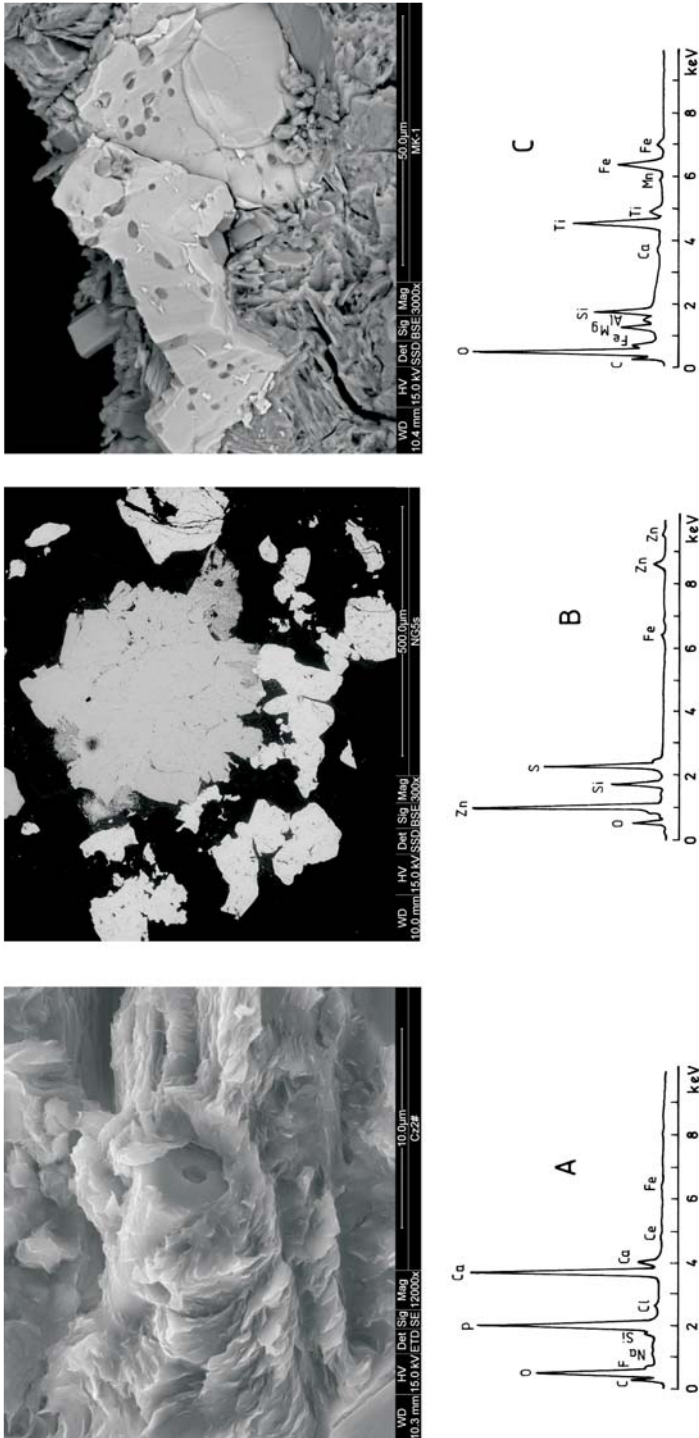 WD HV Det Sig Mag
10.3 mm 15.0 kV ETD SE 12000x
10.0µm
Cz2#
WD HV Det Sig Mag
10.0 mm 15.0 kV SSD BSE 300x
500.0µm
NG5s
WD HV Det Sig Mag
10.4 mm 15.0 kV SSD BSE 3000x
50.0µm
MK-1
A
C O F Na Si P Cl Ca Ca Ce Fe
0 2 4 6 8 keV
B
O Zn Si S Fe Zn Zn
0 2 4 6 8 keV
C
C O Fe Mg Al Si Ca Ti Ti Mn Fe Fe
0 2 4 6 8 keV